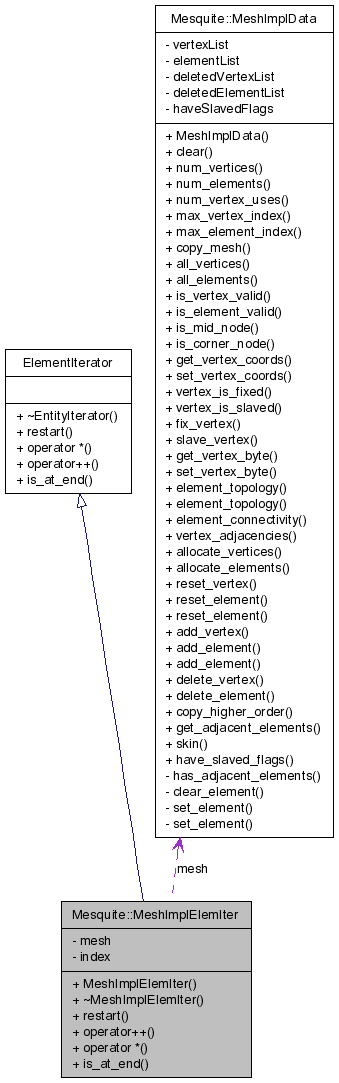 Mesquite::MeshImplData
- vertexList
- elementList
- deletedVertexList
- deletedElementList
- haveSlavedFlags
+ MeshImplData()
+ clear()
+ num_vertices()
+ num_elements()
+ num_vertex_uses()
+ max_vertex_index()
+ max_element_index()
+ copy_mesh()
+ all_vertices()
+ all_elements()
+ is_vertex_valid()
+ is_element_valid()
+ is_mid_node()
+ is_corner_node()
+ get_vertex_coords()
+ set_vertex_coords()
+ vertex_is_fixed()
+ vertex_is_slaved()
+ fix_vertex()
+ slave_vertex()
+ get_vertex_byte()
+ set_vertex_byte()
+ element_topology()
+ element_topology()
+ element_connectivity()
+ vertex_adjacencies()
+ allocate_vertices()
+ allocate_elements()
+ reset_vertex()
+ reset_element()
+ reset_element()
+ add_vertex()
+ add_element()
+ add_element()
+ delete_vertex()
+ delete_element()
+ copy_higher_order()
+ get_adjacent_elements()
+ skin()
+ have_slaved_flags()
- has_adjacent_elements()
- clear_element()
- set_element()
- set_element()
ElementIterator
+ ~EntityIterator()
+ restart()
+ operator *()
+ operator++()
+ is_at_end()
mesh
Mesquite::MeshImplElemIter
- mesh
- index
+ MeshImplElemIter()
+ ~MeshImplElemIter()
+ restart()
+ operator++()
+ operator *()
+ is_at_end()